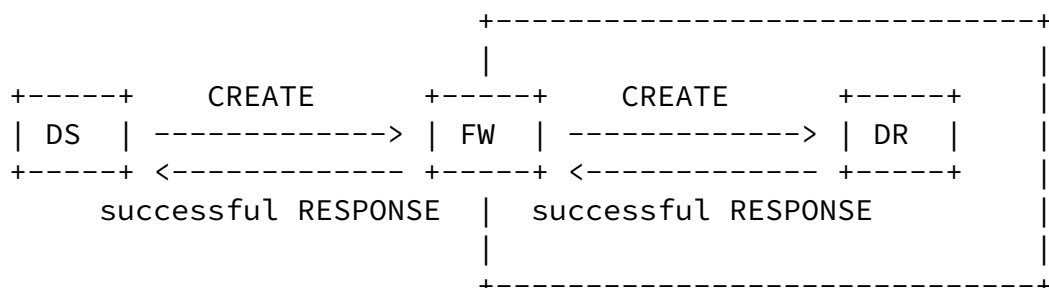 CREATE CREATE
DS FW DR
successful RESPONSE successful RESPONSE